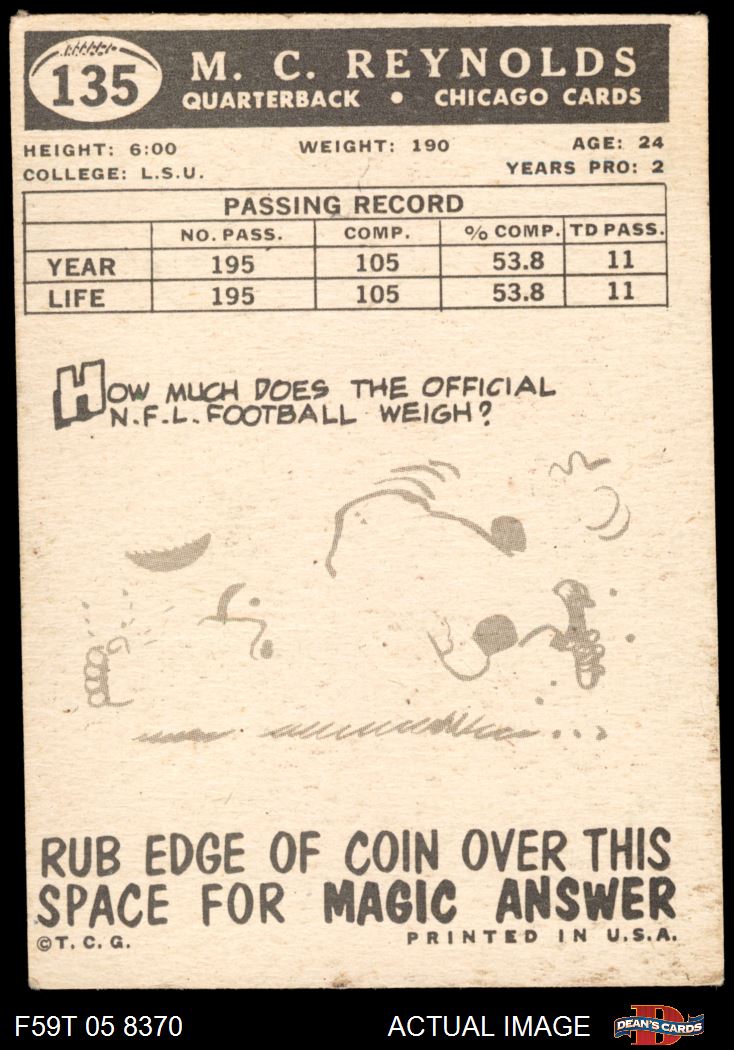 135
M. C. REYNOLDS
QUARTERBACK • CHICAGO CARDS
HEIGHT: 6:00 WEIGHT: 190 AGE: 24
COLLEGE: L.S.U. YEARS PRO: 2
PASSING RECORD
NO. PASS. COMP. % COMP. TD PASS.
YEAR 195 105 53.8 11
LIFE 195 105 53.8 11
HOW MUCH DOES THE OFFICIAL
N.F.L. FOOTBALL WEIGH?
RUB EDGE OF COIN OVER THIS
SPACE FOR MAGIC ANSWER
©T. C. G. PRINTED IN U.S.A.
F59T 05 8370 ACTUAL IMAGE D DEAN'S CARDS